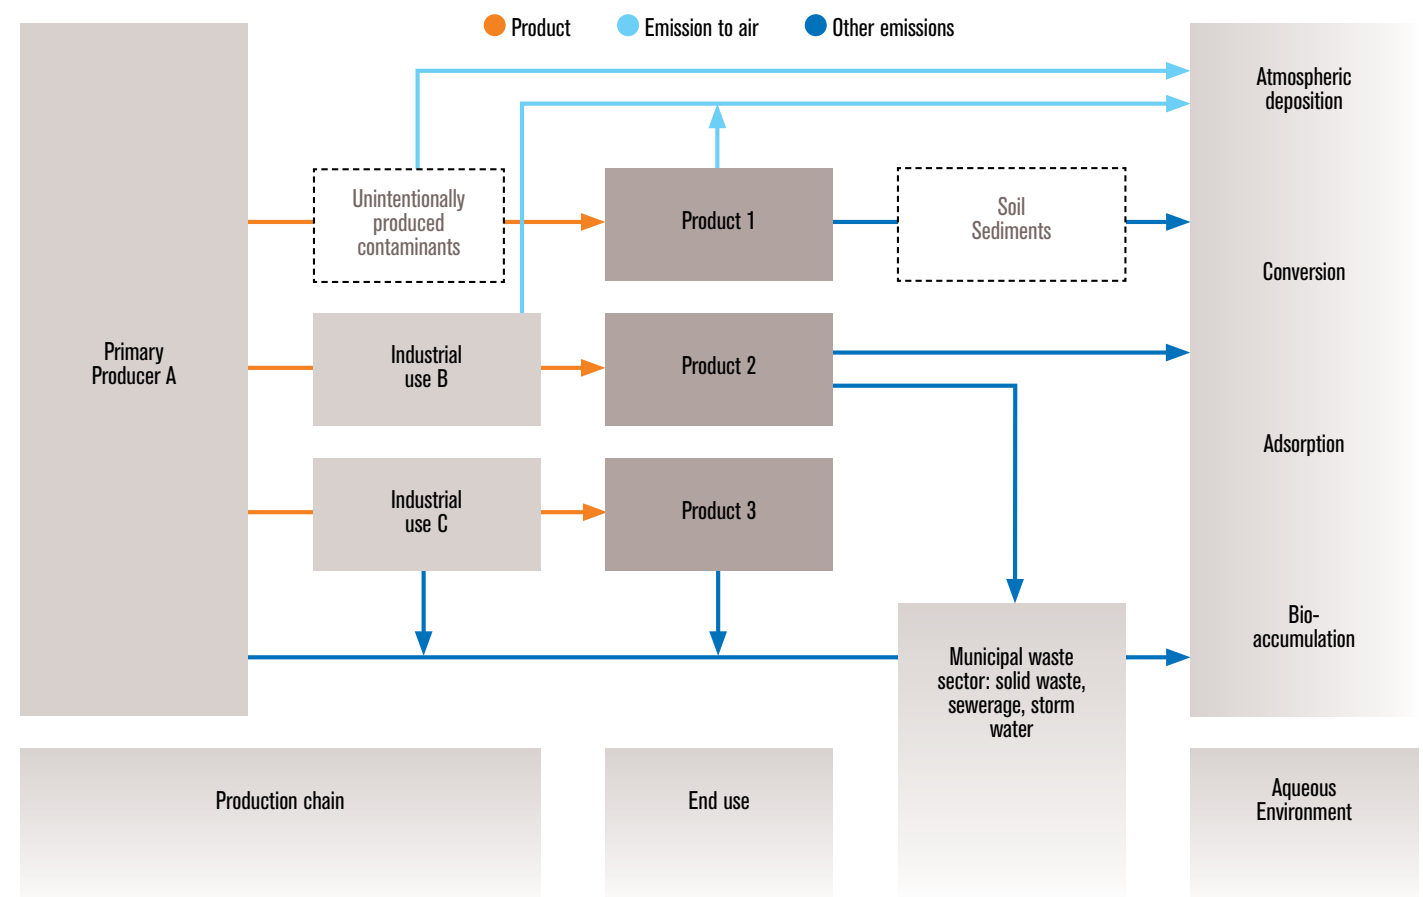 Product
Emission to air
Other emissions
Atmospheric
deposition
Unintentionally
produced
contaminants
Product 1
Soil
Sediments
Conversion
Primary
Producer A
Industrial
use B
Product 2
Adsorption
Industrial
use C
Product 3
Bio-
accumulation
Municipal waste
sector: solid waste,
sewerage, storm
water
Production chain
End use
Aqueous
Environment